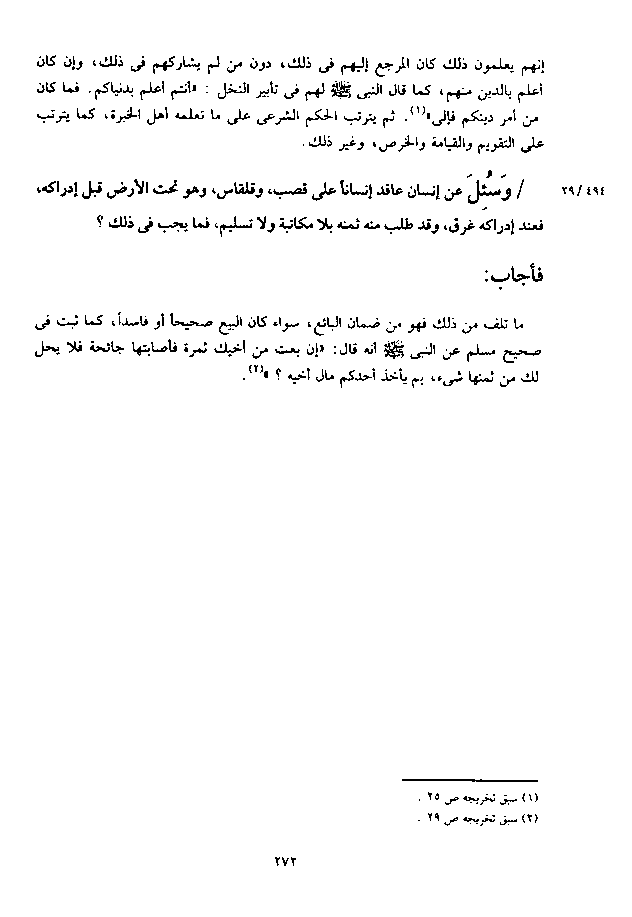 إنهم يعلمون ذلك كان المرجع إليهم فى ذلك، دون من لم يشاركهم فى ذلك، وإن كان
أعلم بالدين منهم، كما قال النبى ﷺ لهم فى تأبير النخل : «أنتم أعلم بدنياكم. فما كان
من أمر دينكم فإلى»(١). ثم يترتب الحكم الشرعى على ما تعلمه أهل الخبرة، كما يترتب
على التقويم والقيامة والخرص، وغير ذلك.
٢٩/٤٩٤ / وَسُئِلَ عن إنسان عاقد إنساناً على قصب، وقلقاس، وهو تحت الأرض قبل إدراكه،
فعند إدراكه غرق، وقد طلب منه ثمنه بلا مكاتبة ولا تسليم، فما يجب فى ذلك ؟
فأجاب:
ما تلف من ذلك فهو من ضمان البائع، سواء كان البيع صحيحاً أو فاسداً، كما ثبت فى
صحيح مسلم عن النبى ﷺ أنه قال: «إن بعت من أخيك ثمرة فأصابتها جائحة فلا يحل
لك من ثمنها شىء، بم يأخذ أحدكم مال أخيه ؟ »(٢).
(١) سبق تخريجه ص ٢٥ .
(٢) سبق تخريجه ص ٢٩ .
٢٧٢